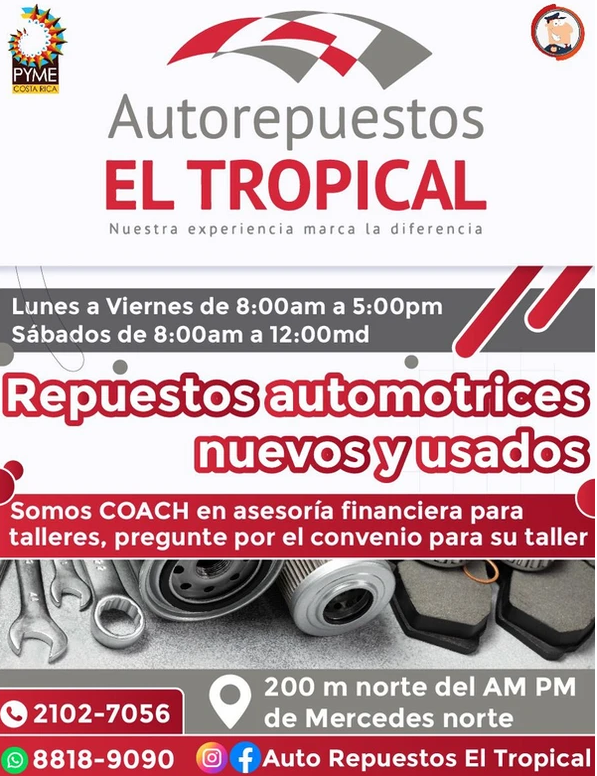 PYME
COSTA RICA
Autorepuestos
EL TROPICAL
Nuestra experiencia marca la diferencia
Lunes a Viernes de 8:00am a 5:00pm
Sábados de 8:00am a 12:00md
Repuestos automotrices
nuevos y usados
Somos COACH en asesoría financiera para
talleres, pregunte por el convenio para su taller
200 m norte del AM PM
de Mercedes norte
2102-7056
8818-9090
Auto Repuestos El Tropical